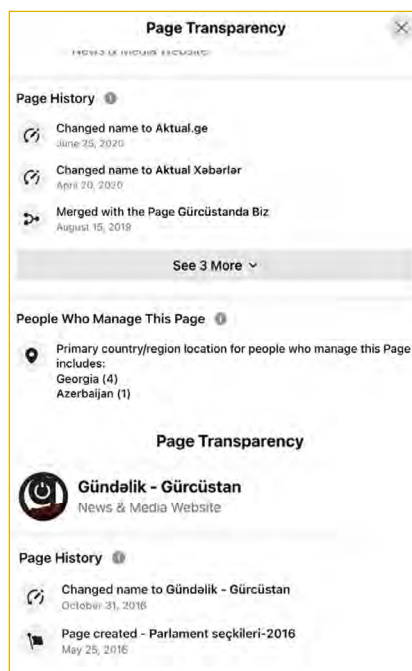 Page Transparency
News & Media Website
Page History
Changed name to Aktual.ge
June 25, 2020
Changed name to Aktual Xəbərlər
April 20, 2020
Merged with the Page Gürcüstanda Biz
August 15, 2019
See 3 More
People Who Manage This Page
Primary country/region location for people who manage this Page
includes:
Georgia (4)
Azerbaijan (1)
Page Transparency
Gündəlik - Gürcüstan
News & Media Website
Page History
Changed name to Gündəlik - Gürcüstan
October 31, 2016
Page created - Parlament seçkileri-2016
May 25, 2016